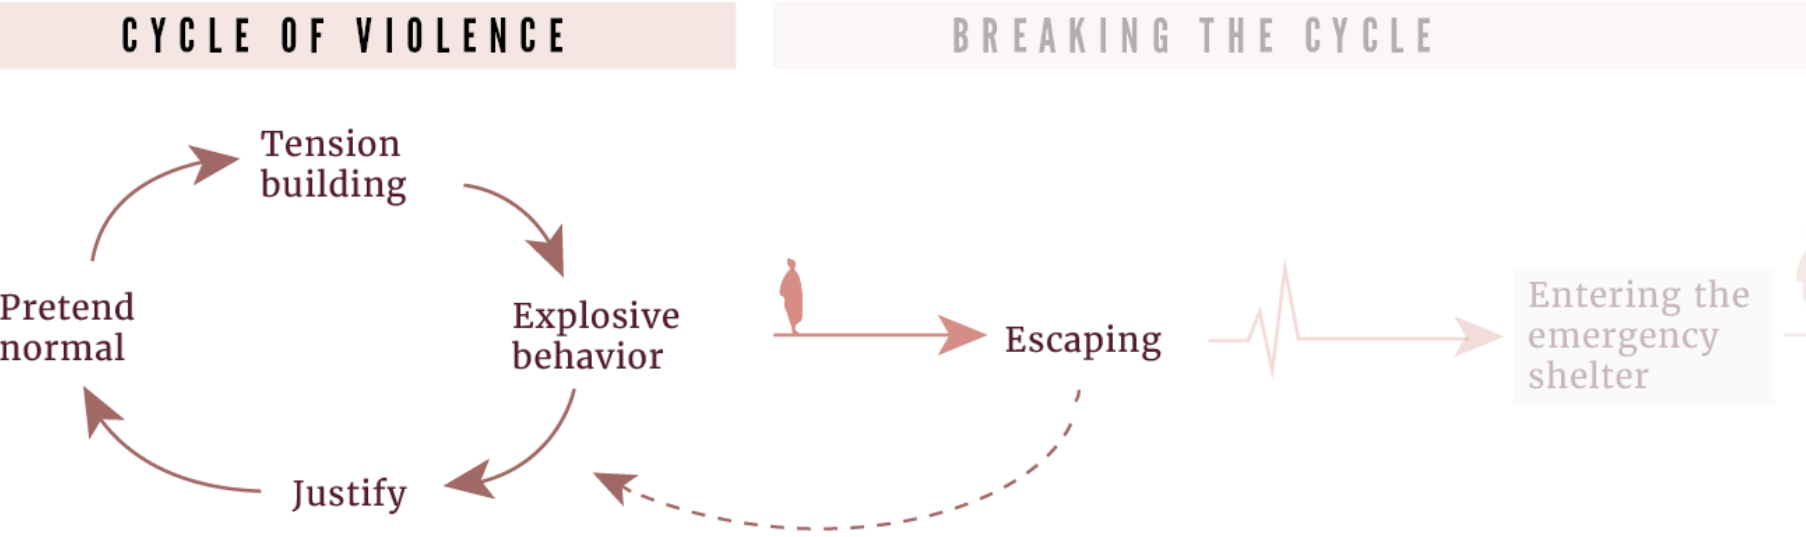 CYCLE OF VIOLENCE
BREAKING THE CYCLE
Tension
building
Pretend
normal
Explosive
behavior
Justify
Escaping
Entering the
emergency
shelter